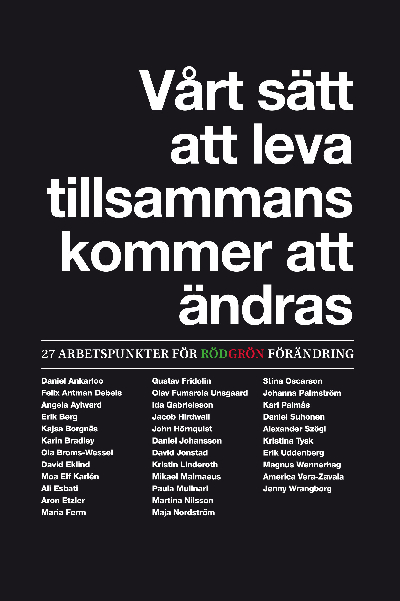 Vårt sätt
att leva
tillsammans
kommer att
ändras
27 ARBETSPUNKTER FÖR RÖDGRÖN FÖRÄNDRING
Daniel Ankarloo
Felix Antman Debels
Angela Aylward
Erik Berg
Kajsa Borgnäs
Karin Bradley
Ola Broms-Wessel
David Eklind
Moa Elf Karlén
Ali Esbati
Aron Etzler
Maria Ferm
Gustav Fridolin
Olav Fumarola Unsgaard
Ida Gabrielsson
Jacob Hirdwall
John Hörnquist
Daniel Johansson
David Jonstad
Kristin Linderoth
Mikael Malmaeus
Paula Mulinari
Martina Nilsson
Maja Nordström
Stina Oscarson
Johanna Palmström
Karl Palmås
Daniel Suhonen
Alexander Szögi
Kristina Tysk
Erik Uddenberg
Magnus Wennerhag
America Vera-Zavala
Jenny Wrangborg